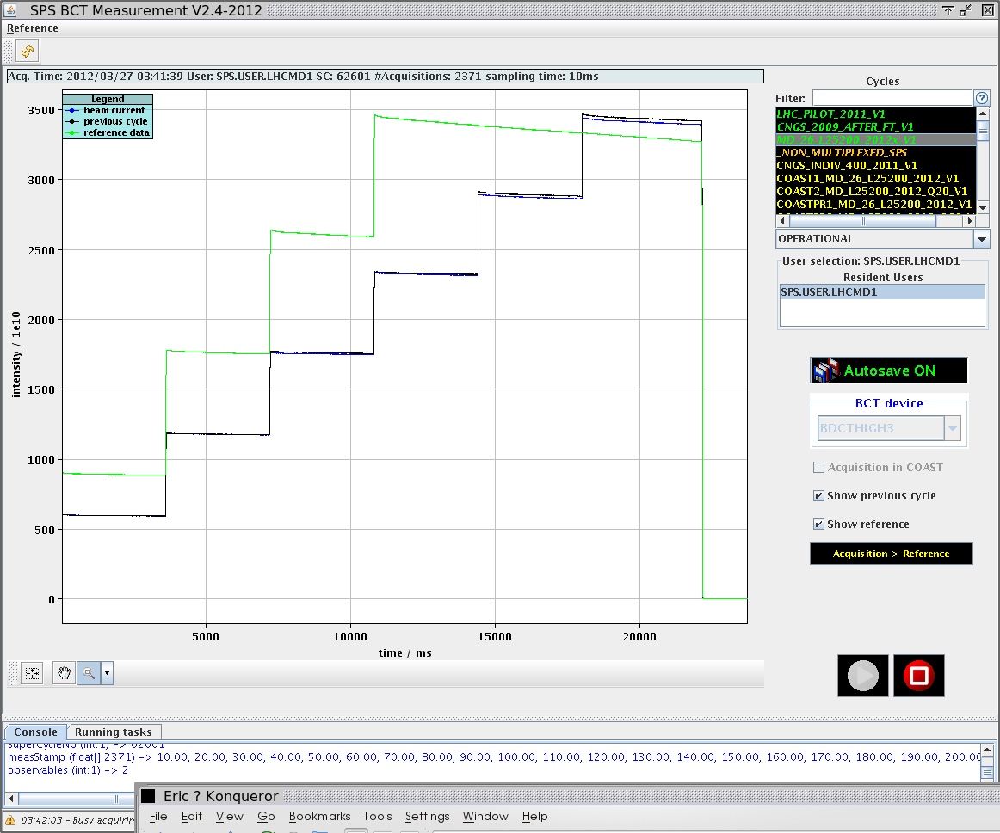 SPS BCT Measurement V2.4-2012
Reference
Acq. Time: 2012/03/27 03:41:39 User: SPS.USER.LHCMD1 SC: 62601 #Acquisitions: 2371 sampling time: 10ms
Legend
beam current
previous cycle
reference data
3500
3000
2500
2000
1500
1000
500
0
intensity / 1e10
5000 10000 15000 20000
time / ms
Cycles
Filter: ?
LHC_PILOT_2011_V1
CNGS_2009_AFTER_FT_V1
MD_26_L25200_2012x_V1
_NON_MULTIPLEXED_SPS
CNGS_INDIV_400_2011_V1
COAST1_MD_26_L25200_2012_V1
COAST2_MD_L25200_2012_Q20_V1
COASTPR1_MD_26_L25200_2012_V1
OPERATIONAL
User selection: SPS.USER.LHCMD1
Resident Users
SPS.USER.LHCMD1
Autosave ON
BCT device
BDCTHIGH3
Acquisition in COAST
Show previous cycle
Show reference
Acquisition > Reference
Console Running tasks
superCycleNb (int:1) -> 62601
measStamp (float[]:2371) -> 10.00, 20.00, 30.00, 40.00, 50.00, 60.00, 70.00, 80.00, 90.00, 100.00, 110.00, 120.00, 130.00, 140.00, 150.00, 160.00, 170.00, 180.00, 190.00, 200.00
observables (int:1) -> 2
03:42:03 - Busy acquirin
Eric ? Konqueror
File Edit View Go Bookmarks Tools Settings Window Help